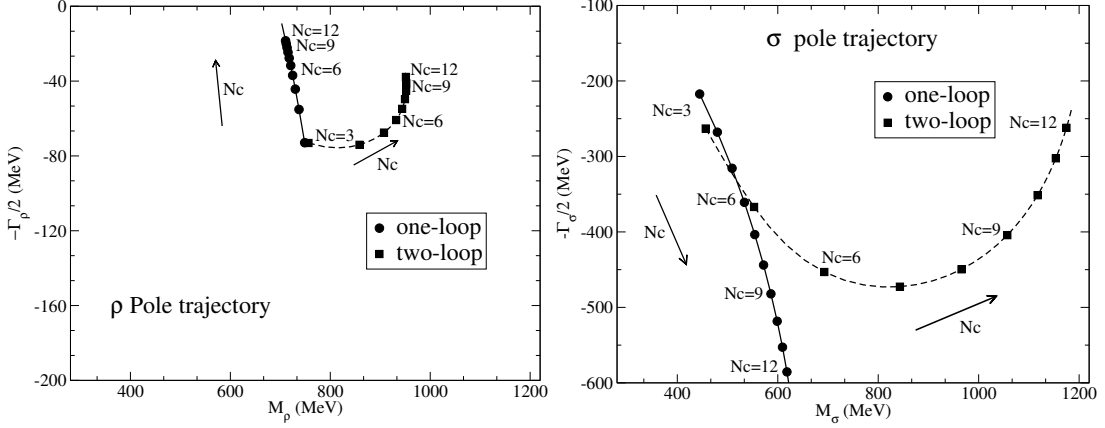 0
-40
-80
-120
-160
-200
−Γρ/2 (MeV)
Nc=12
Nc=9
Nc=6
Nc
Nc=12
Nc=9
Nc=6
Nc=3
Nc
one-loop
two-loop
ρ Pole trajectory
400 600 800 1000 1200
Mρ (MeV)
-100
-200
-300
-400
-500
-600
-Γσ/2 (MeV)
σ pole trajectory
one-loop
two-loop
Nc=3
Nc=12
Nc=6
Nc
Nc=9
Nc=6
Nc=9
Nc
Nc=12
400 600 800 1000 1200
Mσ (MeV)